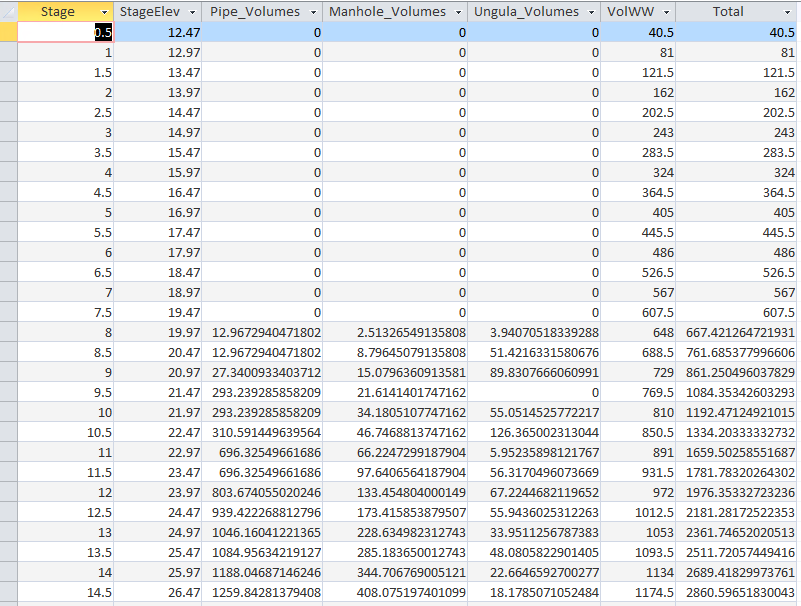 Stage StageElev Pipe_Volumes Manhole_Volumes Ungula_Volumes VolWW Total
0.5 12.47 0 0 0 40.5 40.5
1 12.97 0 0 0 81 81
1.5 13.47 0 0 0 121.5 121.5
2 13.97 0 0 0 162 162
2.5 14.47 0 0 0 202.5 202.5
3 14.97 0 0 0 243 243
3.5 15.47 0 0 0 283.5 283.5
4 15.97 0 0 0 324 324
4.5 16.47 0 0 0 364.5 364.5
5 16.97 0 0 0 405 405
5.5 17.47 0 0 0 445.5 445.5
6 17.97 0 0 0 486 486
6.5 18.47 0 0 0 526.5 526.5
7 18.97 0 0 0 567 567
7.5 19.47 0 0 0 607.5 607.5
8 19.97 12.9672940471802 2.51326549135808 3.94070518339288 648 667.421264721931
8.5 20.47 12.9672940471802 8.79645079135808 51.4216331580676 688.5 761.685377996606
9 20.97 27.3400933403712 15.0796360913581 89.8307666060991 729 861.250496037829
9.5 21.47 293.239285858209 21.6141401747162 0 769.5 1084.35342603293
10 21.97 293.239285858209 34.1805107747162 55.0514525772217 810 1192.47124921015
10.5 22.47 310.591449639564 46.7468813747162 126.365002313044 850.5 1334.20333332732
11 22.97 696.32549661686 66.2247299187904 5.95235898121767 891 1659.50258551687
11.5 23.47 696.32549661686 97.6406564187904 56.3170496073669 931.5 1781.78320264302
12 23.97 803.674055020246 133.454804000149 67.2244682119652 972 1976.35332723236
12.5 24.47 939.422268812796 173.415853879507 55.9436025312263 1012.5 2181.28172522353
13 24.97 1046.16041221365 228.634982312743 33.9511256787383 1053 2361.74652020513
13.5 25.47 1084.95634219127 285.183650012743 48.0805822901405 1093.5 2511.72057449416
14 25.97 1188.04687146246 344.706769005121 22.6646592700277 1134 2689.41829973761
14.5 26.47 1259.84281379408 408.075197401099 18.1785071052484 1174.5 2860.59651830043